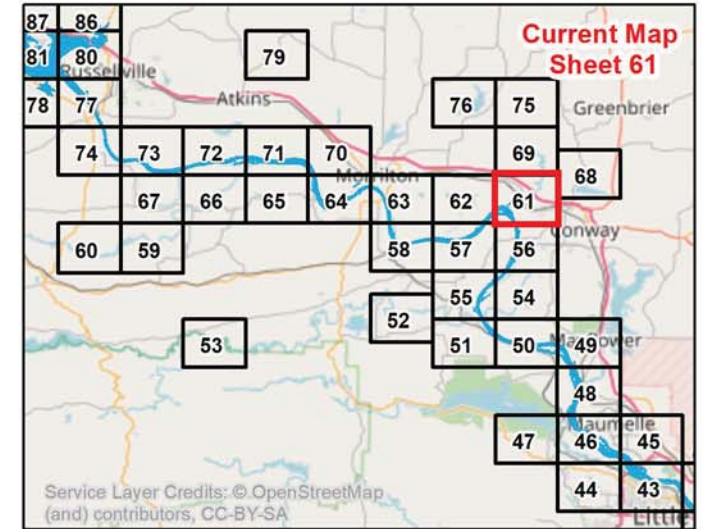 87 86
Current Map
Sheet 61
81 80
79
Russellville
78 77
Atkins
76 75
Greenbrier
74 73 72 71 70
69
68
Morrilton
67 66 65 64 63 62 61
Conway
60 59
58 57 56
55 54
52
53
51 50 49
48
Maumelle
47 46 45
44 43
Little
Service Layer Credits: © OpenStreetMap
(and) contributors, CC-BY-SA